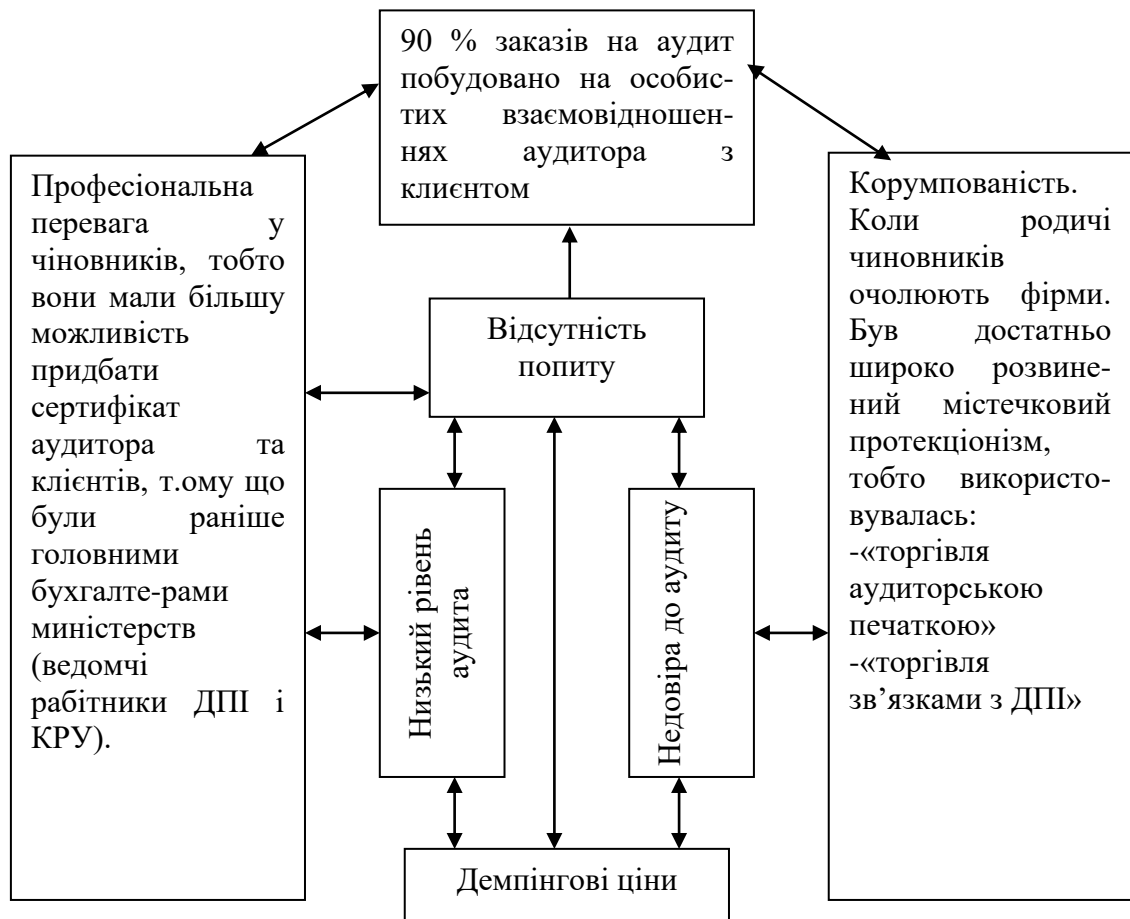 90 % заказів на аудит
побудовано на особис-
тих взаємовідношен-
нях аудитора з
клиєнтом
Професіональна
перевага у
чіновників, тобто
вони мали більшу
можливість
придбати
сертифікат
аудитора та
клієнтів, т.ому що
були раніше
головними
бухгалте-рами
миністерств
(ведомчі
рабітники ДПІ і
КРУ).
Відсутність
попиту
Низький рівень
аудита
Недовіра до аудиту
Корумпованість.
Коли родичі
чиновників
очолюють фірми.
Був достатньо
широко розвине-
ний містечковий
протекціонізм,
тобто використо-
вувалась:
-«торгівля
аудиторською
печаткою»
-«торгівля
зв’язками з ДПІ»
Демпінгові ціни